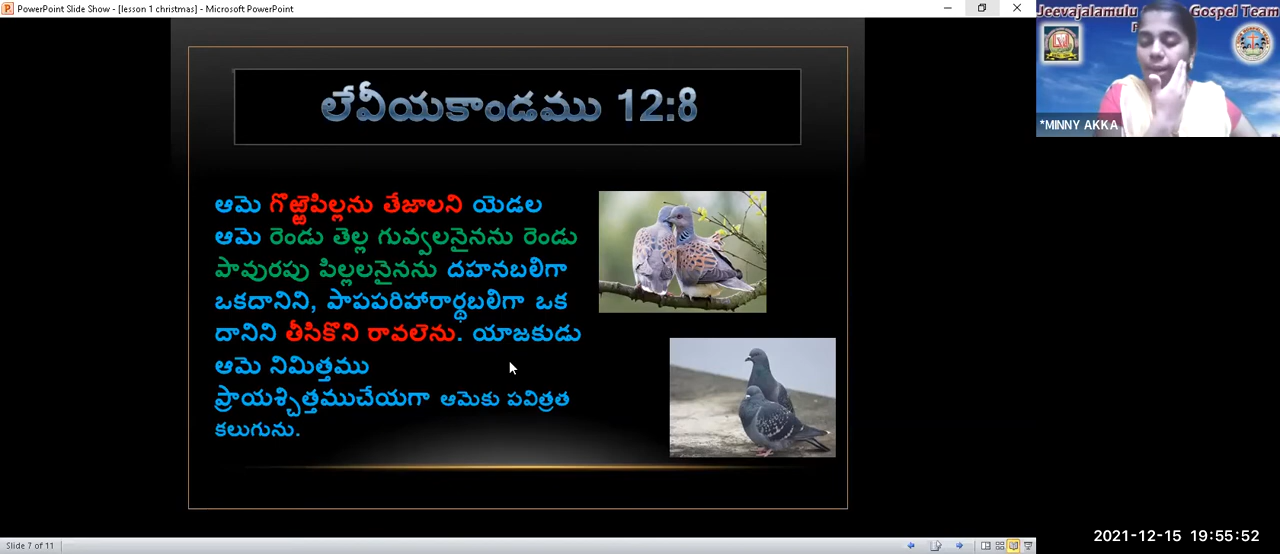 PowerPoint Slide Show - [lesson 1 christmas] - Microsoft PowerPoint
Jeevajalamulu Gospel Team
*MINNY AKKA
లేవీయకాండము 12:8
ఆమె గొఱ్ఱెపిల్లను తేజాలని యెడల
ఆమె రెండు తెల్ల గువ్వలనైనను రెండు
పావురపు పిల్లలనైనను దహనబలిగా
ఒకదానిని, పాపపరిహారార్థబలిగా ఒక
దానిని తీసికొని రావలెను. యాజకుడు
ఆమె నిమిత్తము
ప్రాయశ్చిత్తముచేయగా ఆమెకు పవిత్రత
కలుగును.
2021-12-15 19:55:52
Slide 7 of 11